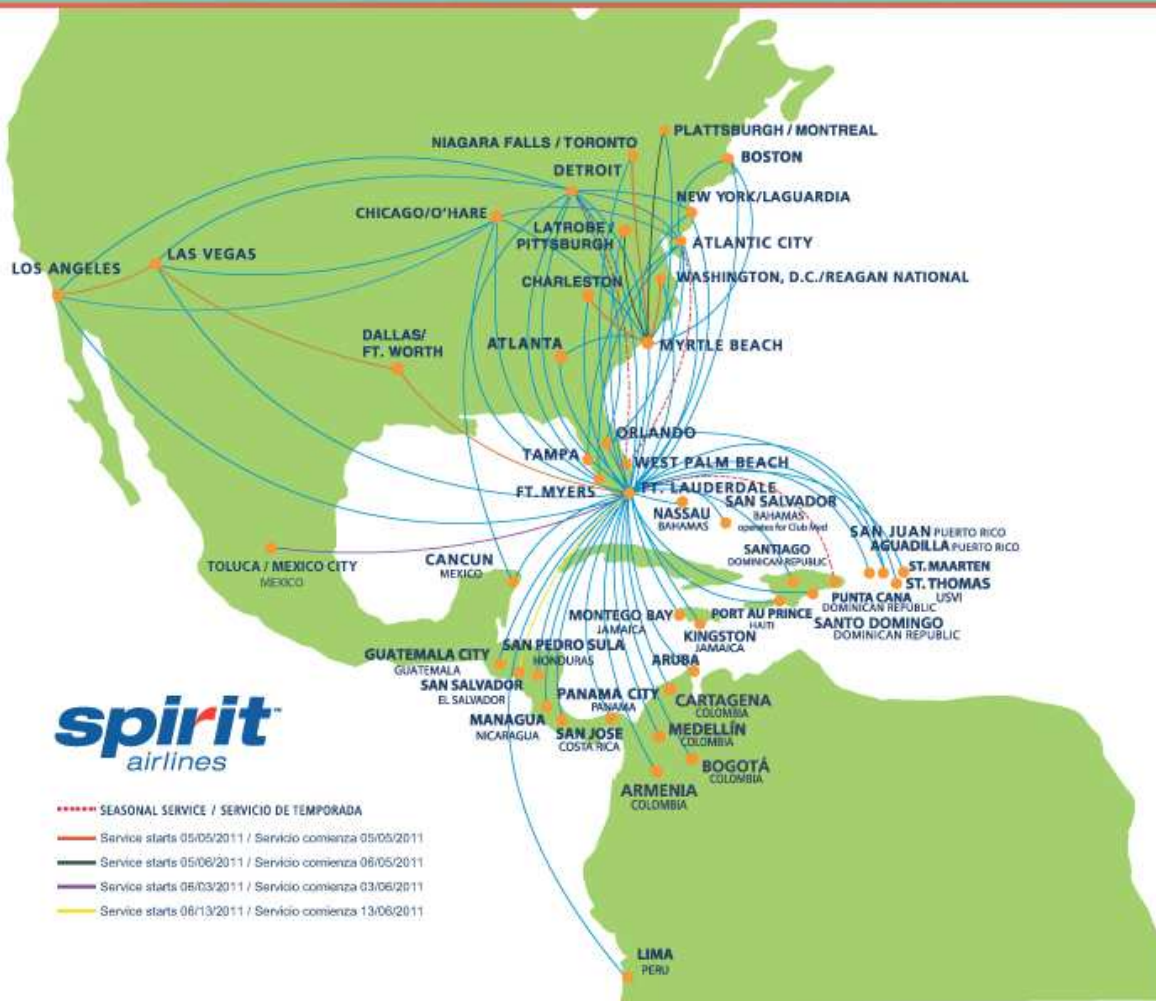 PLATTSBURGH / MONTREAL
NIAGARA FALLS / TORONTO
BOSTON
DETROIT
NEW YORK/LAGUARDIA
CHICAGO/O'HARE
LATROBE /
PITTSBURGH
ATLANTIC CITY
LAS VEGAS
LOS ANGELES
CHARLESTON
WASHINGTON, D.C./REAGAN NATIONAL
DALLAS/
FT. WORTH
ATLANTA
MYRTLE BEACH
ORLANDO
TAMPA
WEST PALM BEACH
FT. MYERS
FT. LAUDERDALE
NASSAU
BAHAMAS
SAN SALVADOR
BAHAMAS
operates for Club Med
SAN JUAN PUERTO RICO
AGUADILLA PUERTO RICO
SANTIAGO
DOMINICAN REPUBLIC
ST. MAARTEN
ST. THOMAS
USVI
TOLUCA / MEXICO CITY
MEXICO
CANCUN
MEXICO
PUNTA CANA
DOMINICAN REPUBLIC
MONTEGO BAY
JAMAICA
PORT AU PRINCE
HAITI
SANTO DOMINGO
DOMINICAN REPUBLIC
KINGSTON
JAMAICA
GUATEMALA CITY
GUATEMALA
SAN PEDRO SULA
HONDURAS
ARUBA
SAN SALVADOR
EL SALVADOR
PANAMA CITY
PANAMA
CARTAGENA
COLOMBIA
MANAGUA
NICARAGUA
SAN JOSE
COSTA RICA
MEDELLÍN
COLOMBIA
BOGOTÁ
COLOMBIA
ARMENIA
COLOMBIA
spirit™
airlines
SEASONAL SERVICE / SERVICIO DE TEMPORADA
Service starts 05/05/2011 / Servicio comienza 05/05/2011
Service starts 05/06/2011 / Servicio comienza 06/05/2011
Service starts 06/03/2011 / Servicio comienza 03/06/2011
Service starts 06/13/2011 / Servicio comienza 13/06/2011
LIMA
PERU